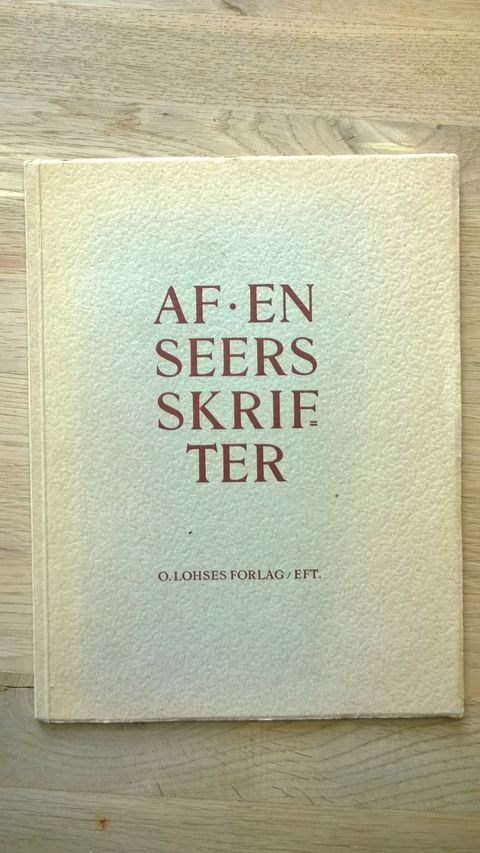 AF · EN
SEERS
SKRIF=
TER
O. LOHSES FORLAG / EFT.